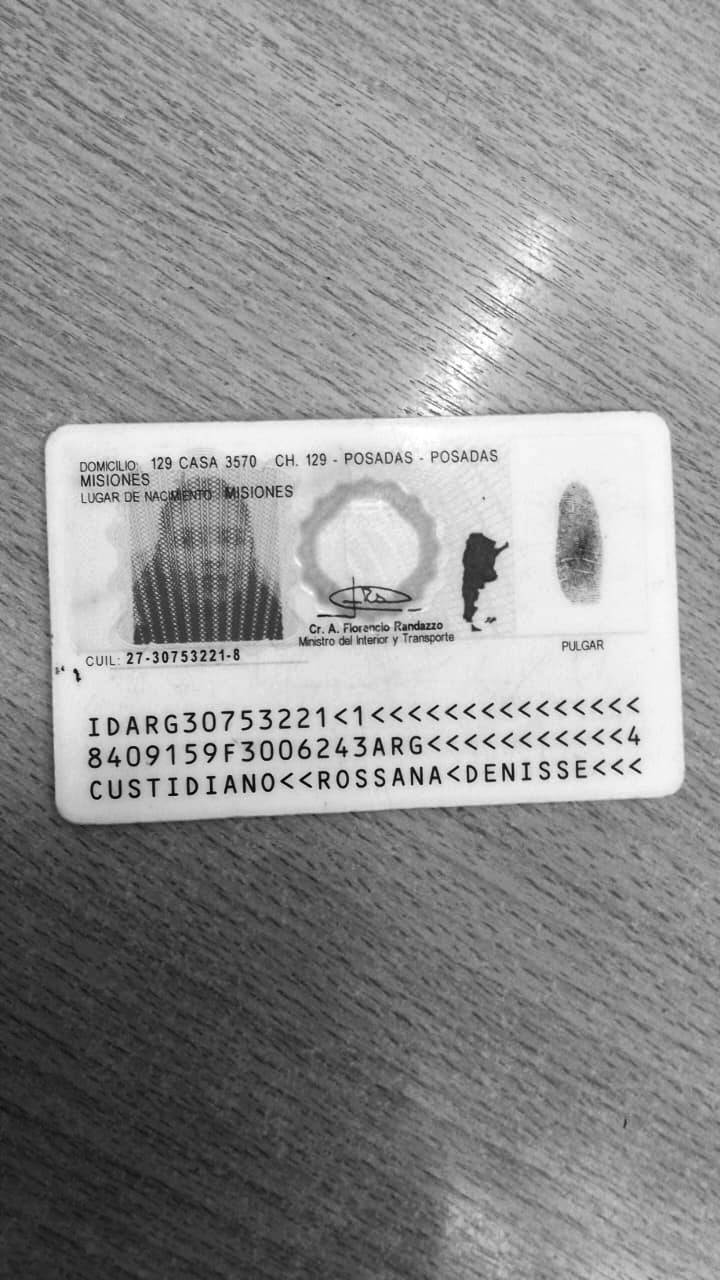 DOMICILIO: 129 CASA 3570 CH. 129 - POSADAS - POSADAS
MISIONES
LUGAR DE NACIMIENTO: MISIONES
Cr. A. Florencio Randazzo
Ministro del Interior y Transporte
PULGAR
CUIL: 27-30753221-8
IDARG30753221<1<<<<<<<<<<<<<<<
8409159F3006243ARG<<<<<<<<<<<4
CUSTIDIANO<<ROSSANA<DENISSE<<<